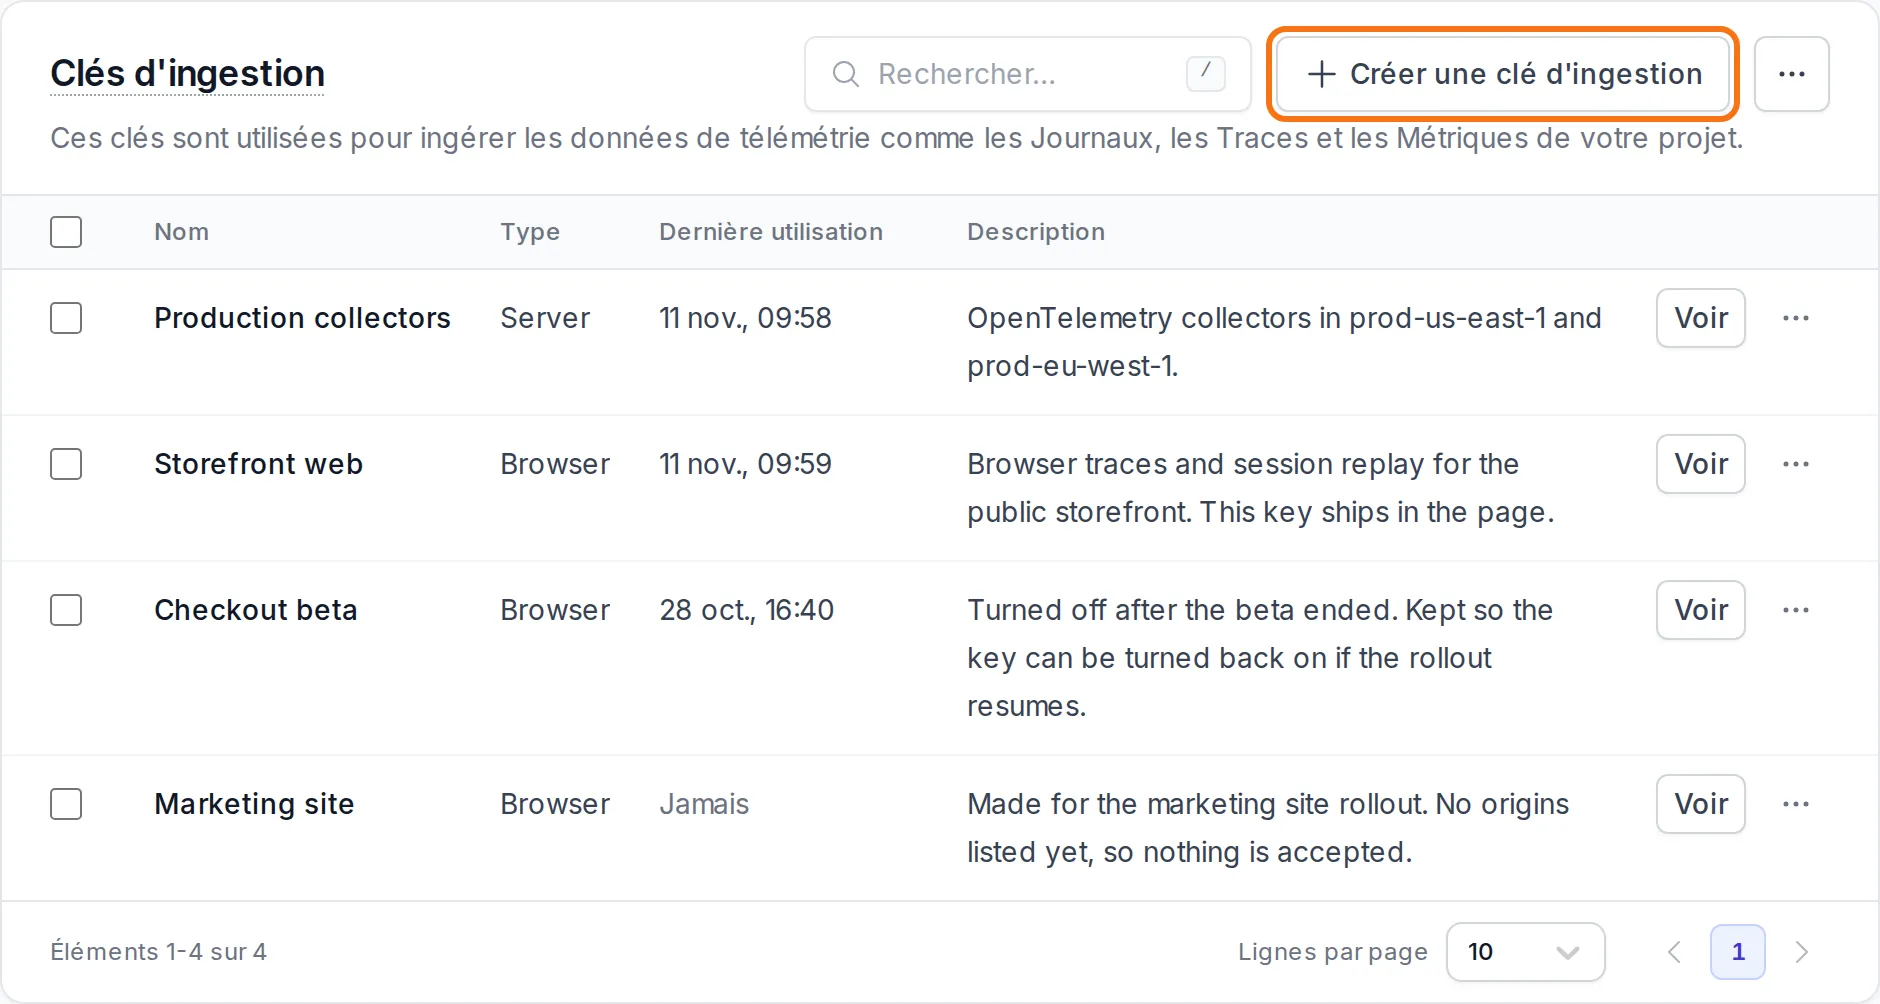 Clés d'ingestion
Rechercher...
/
Créer une clé d'ingestion
Ces clés sont utilisées pour ingérer les données de télémétrie comme les Journaux, les Traces et les Métriques de votre projet.
Nom Type Dernière utilisation Description
Production collectors Server 11 nov., 09:58 OpenTelemetry collectors in prod-us-east-1 and Voir
prod-eu-west-1.
Storefront web Browser 11 nov., 09:59 Browser traces and session replay for the Voir
public storefront. This key ships in the page.
Checkout beta Browser 28 oct., 16:40 Turned off after the beta ended. Kept so the Voir
key can be turned back on if the rollout
resumes.
Marketing site Browser Jamais Made for the marketing site rollout. No origins Voir
listed yet, so nothing is accepted.
Éléments 1-4 sur 4 Lignes par page 10 1